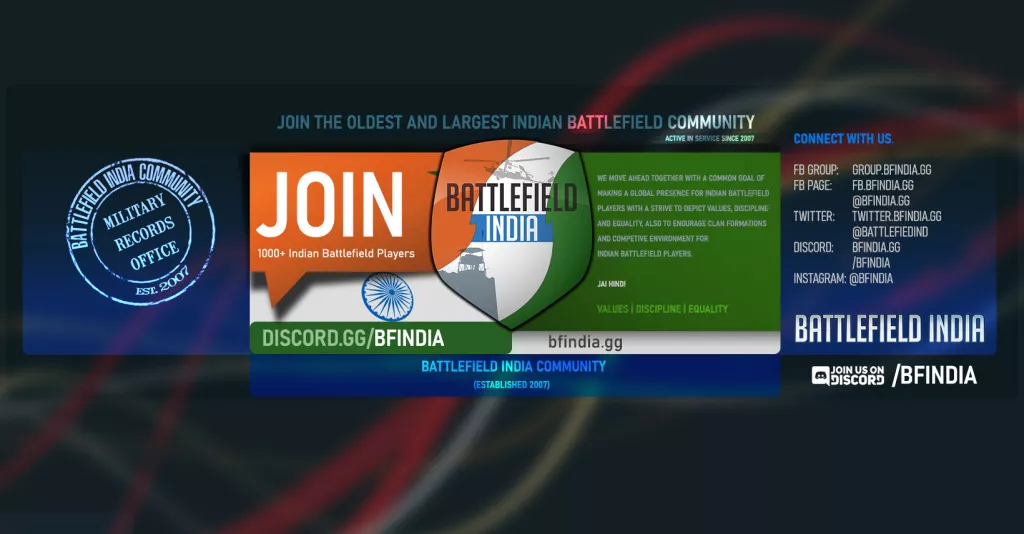 JOIN THE OLDEST AND LARGEST INDIAN BATTLEFIELD COMMUNITY
ACTIVE IN SERVICE SINCE 2007
BATTLEFIELD INDIA COMMUNITY
MILITARY
RECORDS
OFFICE
EST. 2007
JOIN
1000+ Indian Battlefield Players
BATTLEFIELD
INDIA
WE MOVE AHEAD TOGETHER WITH A COMMON GOAL OF
MAKING A GLOBAL PRESENCE FOR INDIAN BATTLEFIELD
PLAYERS WITH A STRIVE TO DEPICT VALUES, DISCIPLINE
AND EQUALITY, ALSO TO ENURAGE CLAN FORMATIONS
AND COMPETIVE ENVIRONMENT FOR
INDIAN BATTLEFIELD PLAYERS.
JAI HIND!
VALUES | DISCIPLINE | EQUALITY
DISCORD.GG/BFINDIA
bfindia.gg
BATTLEFIELD INDIA COMMUNITY
(ESTABLISHED 2007)
CONNECT WITH US.
FB GROUP: GROUP.BFINDIA.GG
FB PAGE: FB.BFINDIA.GG
@BFINDIA.GG
TWITTER: TWITTER.BFINDIA.GG
@BATTLEFIEDIND
DISCORD: BFINDIA.GG
/BFINDIA
INSTAGRAM: @BFINDIA
BATTLEFIELD INDIA
JOIN US ON
DISCORD /BFINDIA